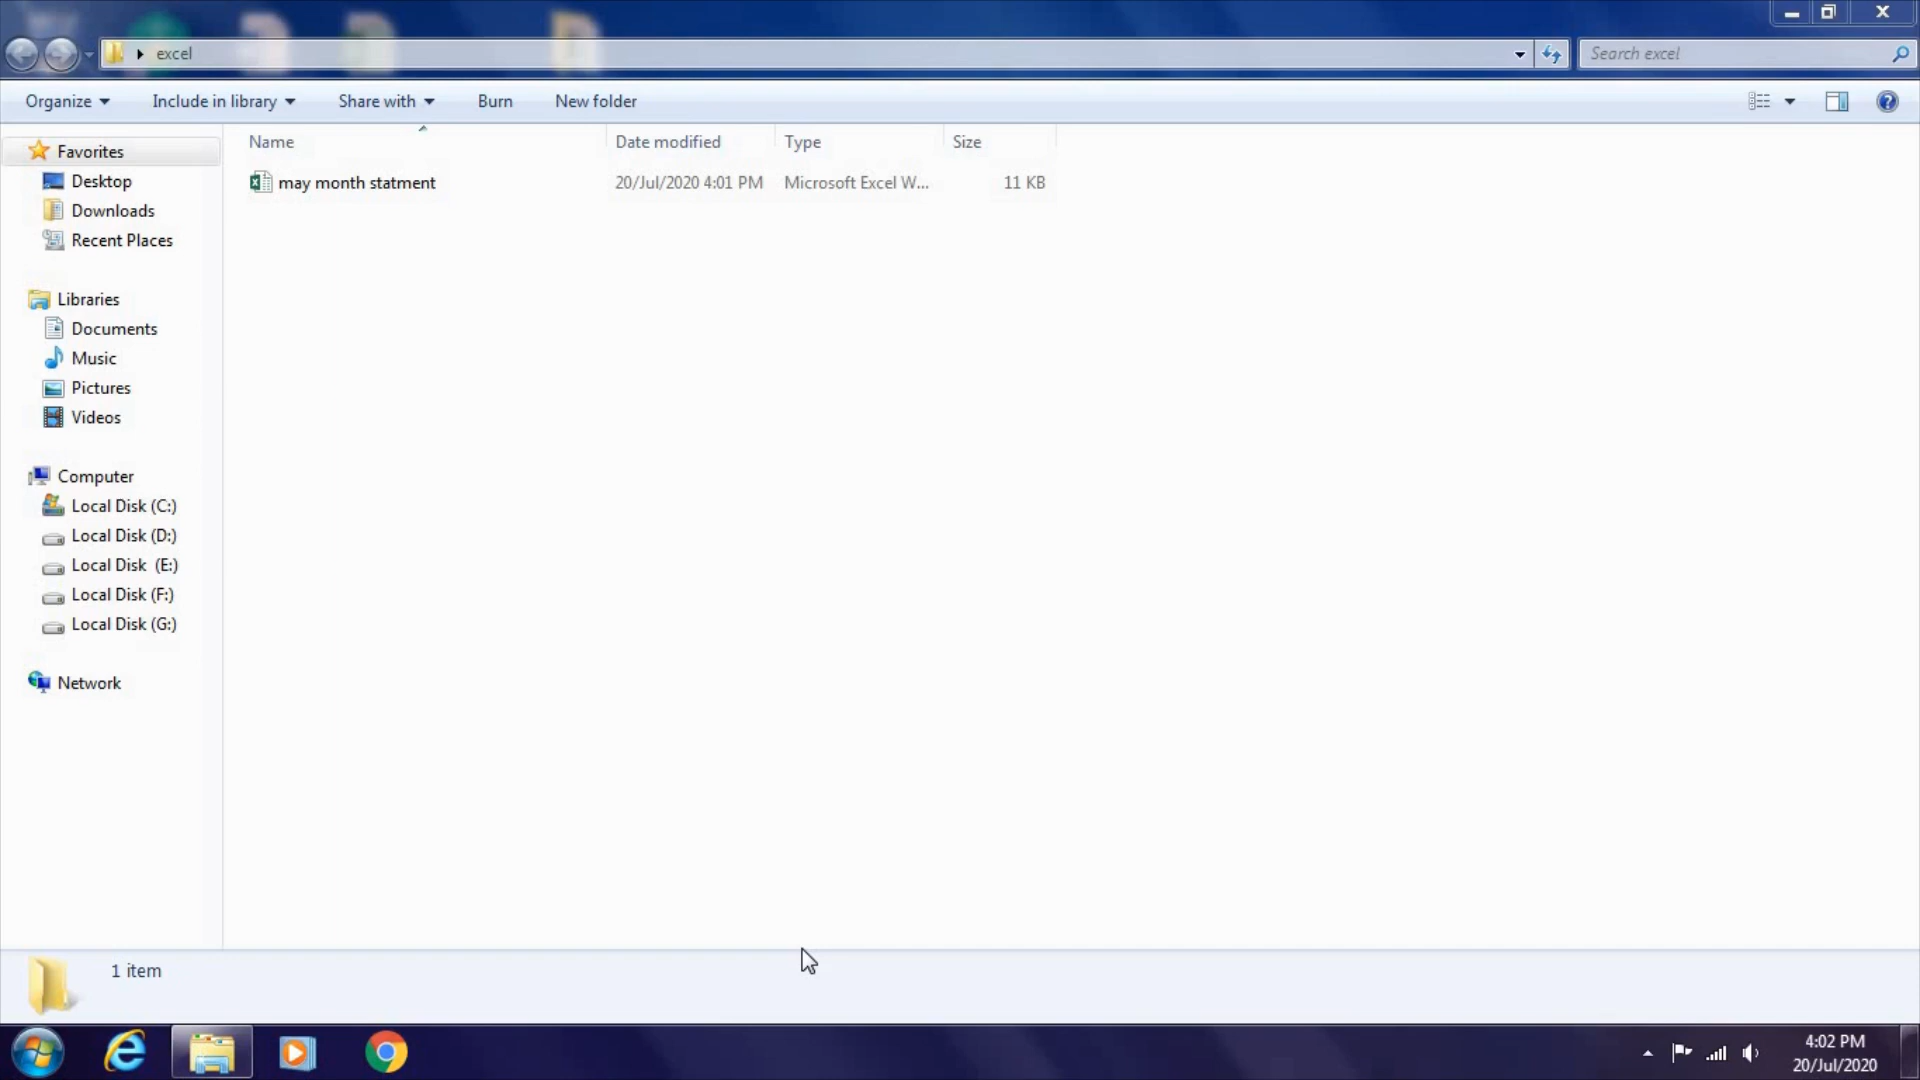 excel
Search excel
Organize
Include in library
Share with
Burn
New folder
Name
Date modified
Type
Size
may month statment
20/Jul/2020 4:01 PM
Microsoft Excel W...
11 KB
Favorites
Desktop
Downloads
Recent Places
Libraries
Documents
Music
Pictures
Videos
Computer
Local Disk (C:)
Local Disk (D:)
Local Disk (E:)
Local Disk (F:)
Local Disk (G:)
Network
1 item
4:02 PM
20/Jul/2020